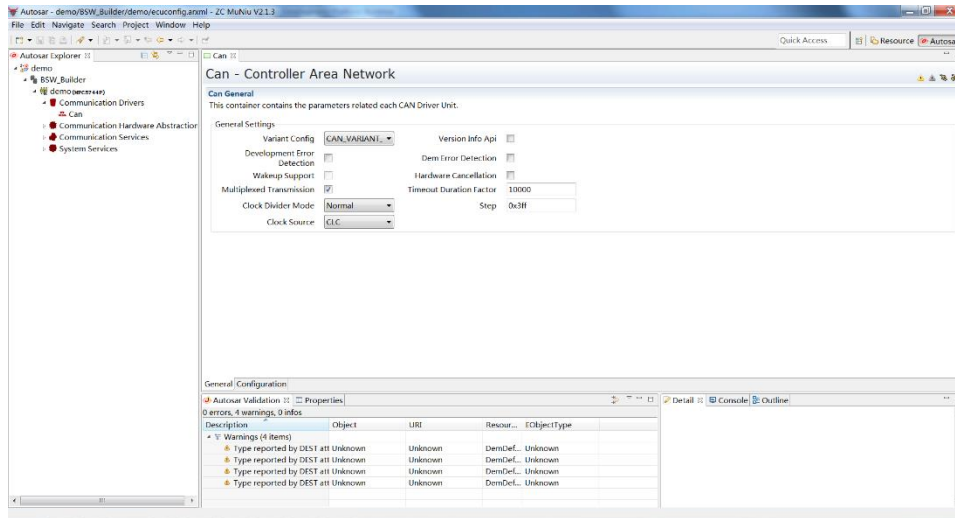 Autosar - demo/BSW_Builder/demo/ecuconfig.arxml - ZC MuNiu V2.1.3
File Edit Navigate Search Project Window Help
Quick Access
Resource
Autosa
Autosar Explorer
demo
BSW_Builder
demo
Communication Drivers
Can
Communication Hardware Abstraction
Communication Services
System Services
Can
Can - Controller Area Network
Can General
This container contains the parameters related each CAN Driver Unit.
General Settings
Variant Config CAN_VARIANT_ Version Info Api
Development Error Detection Dem Error Detection
Wakeup Support Hardware Cancellation
Multiplexed Transmission Timeout Duration Factor 10000
Clock Divider Mode Normal Step 0x3ff
Clock Source CLC
General Configuration
Autosar Validation Properties
0 errors, 4 warnings, 0 infos
Description Object URI Resour... EObjectType
Warnings (4 items)
Type reported by DEST att Unknown Unknown DemDef... Unknown
Type reported by DEST att Unknown Unknown DemDef... Unknown
Type reported by DEST att Unknown Unknown DemDef... Unknown
Type reported by DEST att Unknown Unknown DemDef... Unknown
Detail Console Outline